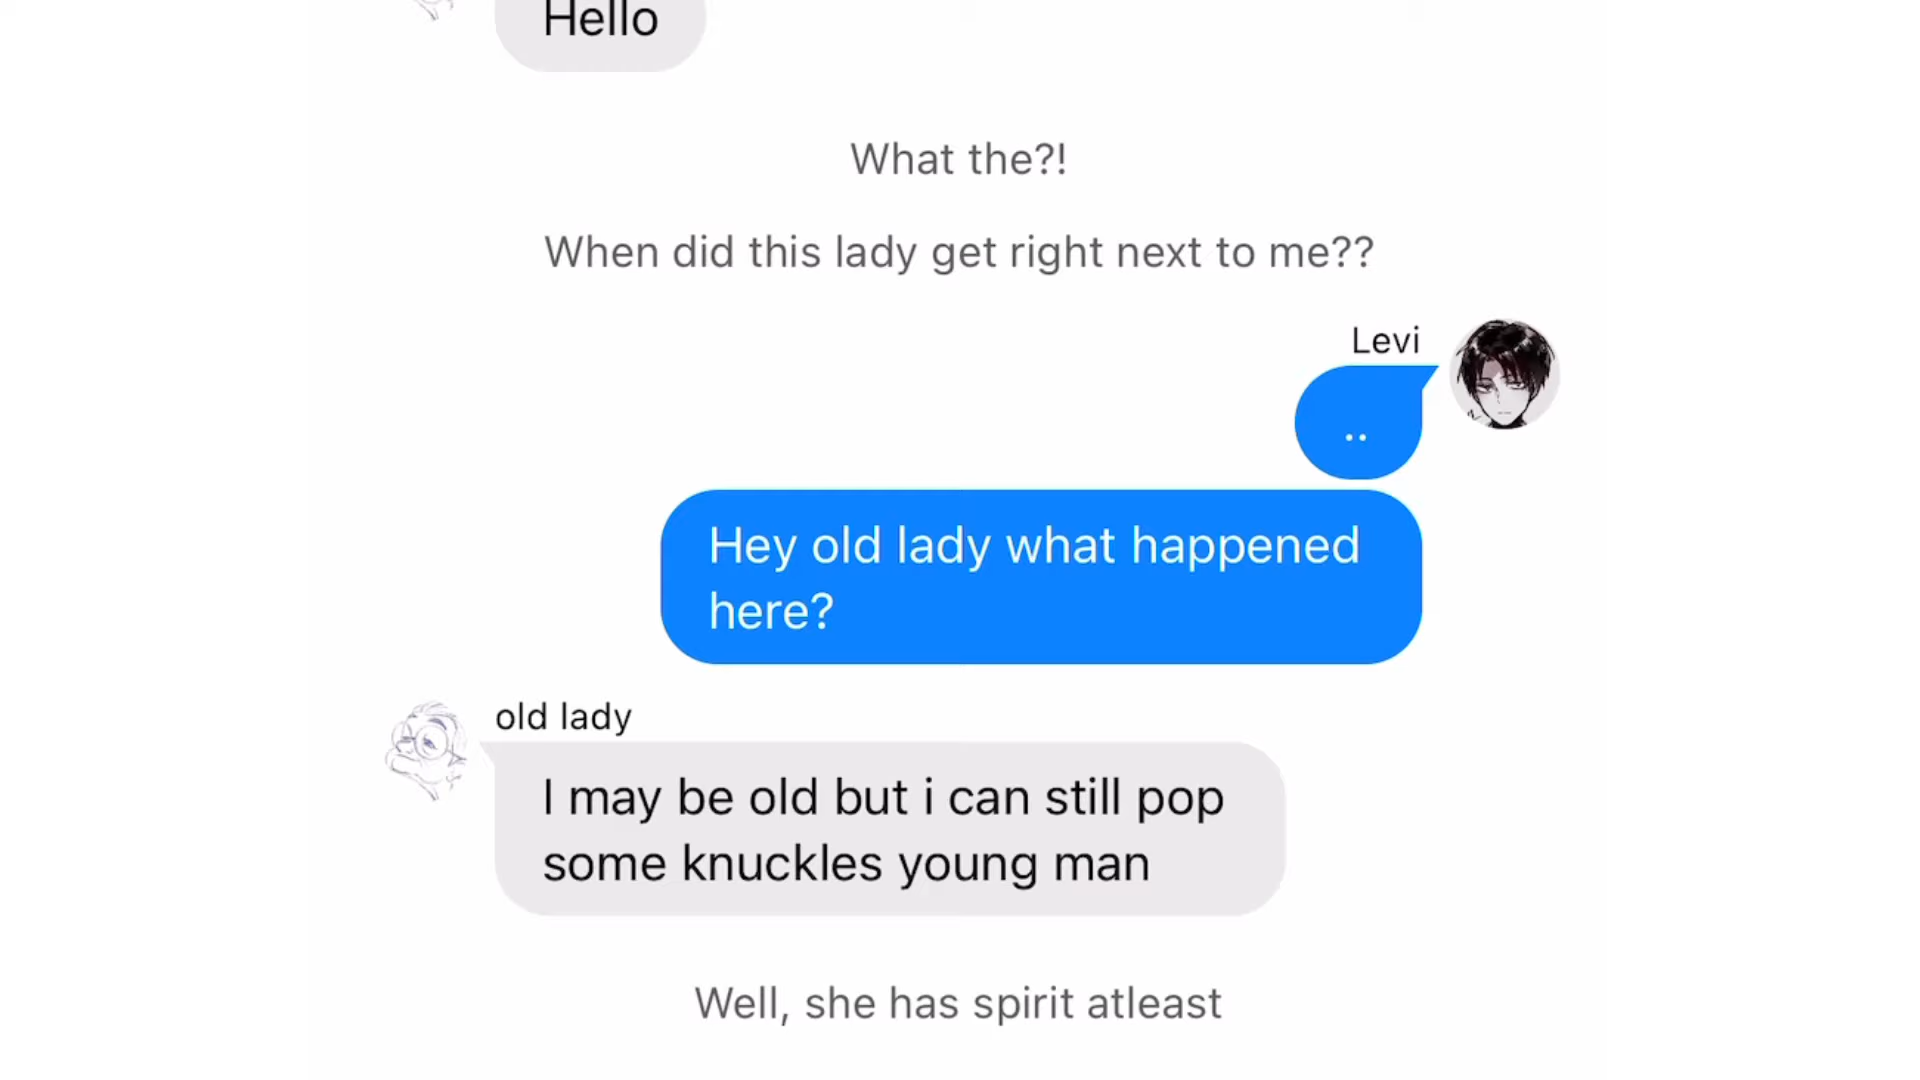 Hello
What the?!
When did this lady get right next to me??
Levi
..
Hey old lady what happened
here?
old lady
I may be old but i can still pop
some knuckles young man
Well, she has spirit atleast